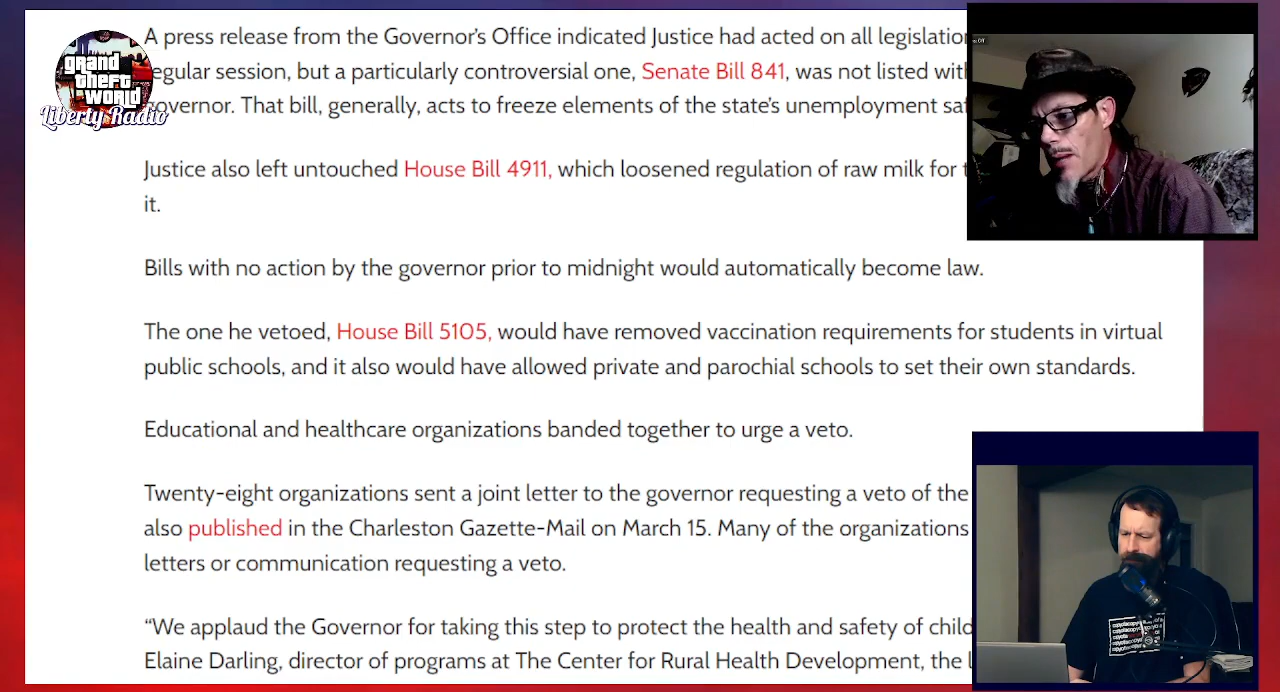 A press release from the Governor's Office indicated Justice had acted on all legislation
grand
theft
world
Liberty Radio
regular session, but a particularly controversial one, Senate Bill 841, was not listed with
governor. That bill, generally, acts to freeze elements of the state's unemployment
Justice also left untouched House Bill 4911, which loosened regulation of raw milk for
it.
Bills with no action by the governor prior to midnight would automatically become law.
The one he vetoed, House Bill 5105, would have removed vaccination requirements for students in virtual
public schools, and it also would have allowed private and parochial schools to set their own standards.
Educational and healthcare organizations banded together to urge a veto.
Twenty-eight organizations sent a joint letter to the governor requesting a veto of the
also published in the Charleston Gazette-Mail on March 15. Many of the organizations
letters or communication requesting a veto.
“We applaud the Governor for taking this step to protect the health and safety of
Elaine Darling, director of programs at The Center for Rural Health Development, the